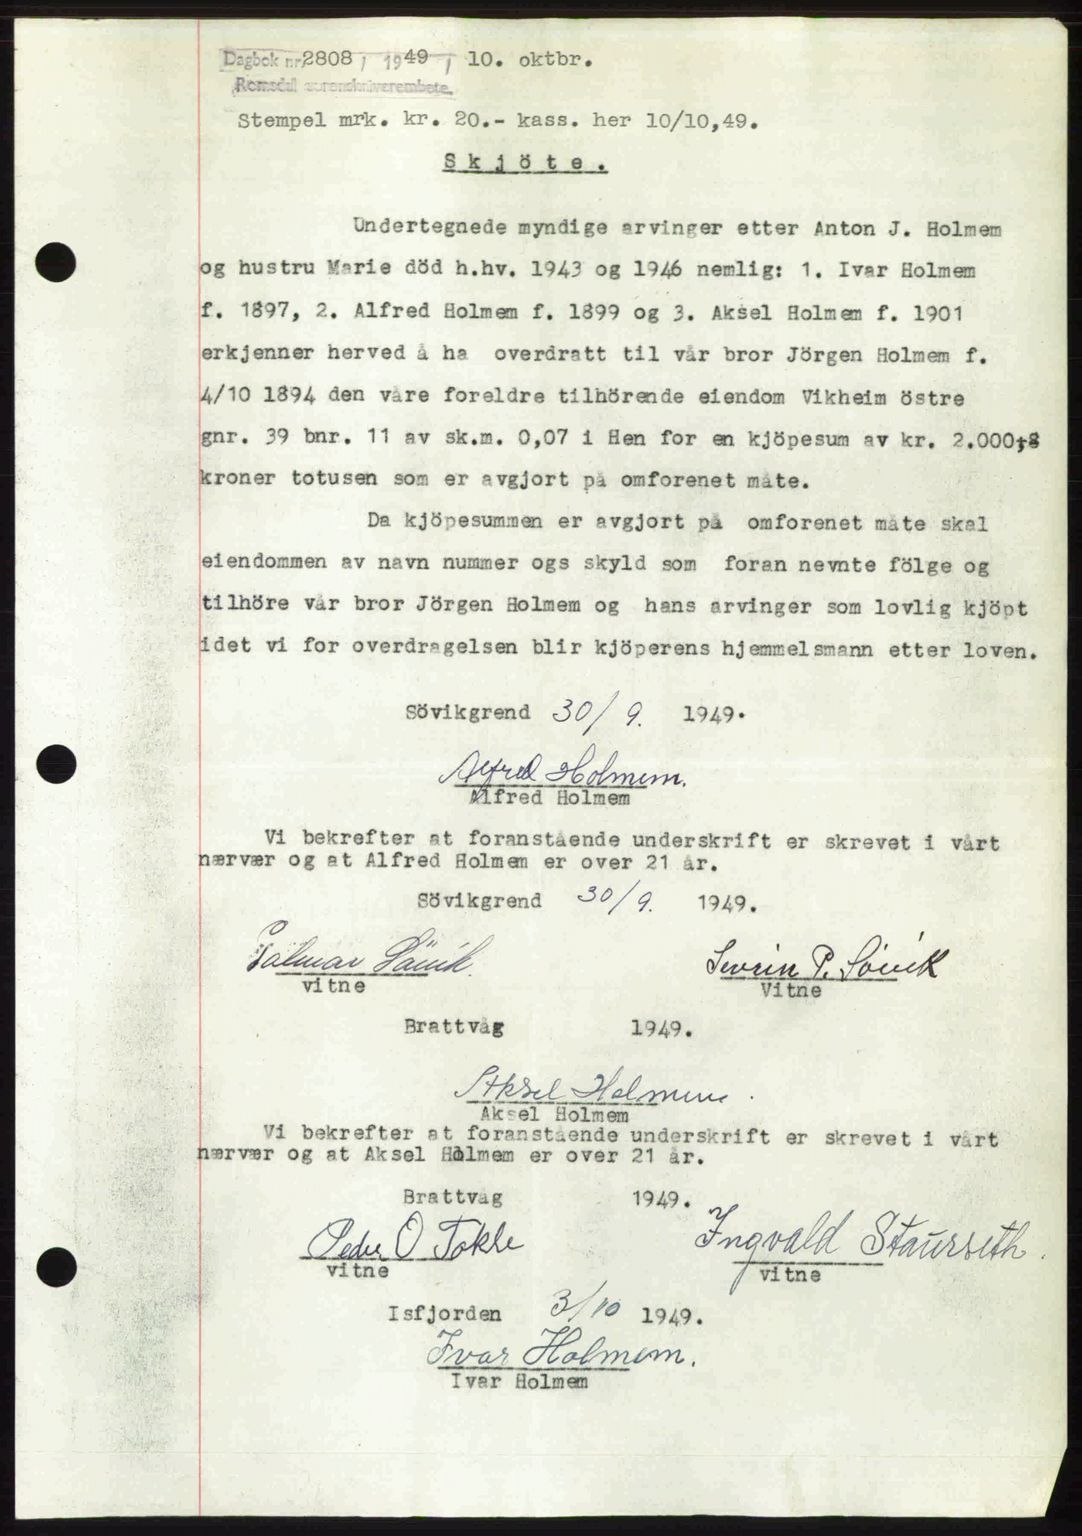 Dagbok nr. 2808 / 1949 / 10. oktbr.
Romsdal sorenskriverembete.
Stempel mrk. kr. 20.- kass. her 10/10,49.
Skjöte.
Undertegnede myndige arvinger etter Anton J. Holmem
og hustru Marie död h.hv. 1943 og 1946 nemlig: 1. Ivar Holmem
f. 1897, 2. Alfred Holmem f. 1899 og 3. Aksel Holmem f. 1901
erkjenner herved å ha overdratt til vår bror Jörgen Holmem f.
4/10 1894 den våre foreldre tilhörende eiendom Vikheim östre
gnr. 39 bnr. 11 av sk.m. 0,07 i Hen for en kjöpesum av kr. 2.000,-
kroner totusen som er avgjort på omforenet måte.
Da kjöpesummen er avgjort på omforenet måte skal
eiendommen av navn nummer ogs skyld som foran nevnte fölge og
tilhöre vår bror Jörgen Holmem og hans arvinger som lovlig kjöpt
idet vi for overdragelsen blir kjöperens hjemmelsmann etter loven.
Sövikgrend 30/9. 1949.
Alfred Holmem.
Alfred Holmem
Vi bekrefter at foranstående underskrift er skrevet i vårt
nærvær og at Alfred Holmem er over 21 år.
Sövikgrend 30/9. 1949.
Sövik. Severin P. Sövik
vitne Vitne
Brattvåg 1949.
Aksel Holmem.
Aksel Holmem
Vi bekrefter at foranstående underskrift er skrevet i vårt
nærvær og at Aksel Holmem er over 21 år.
Brattvåg 1949.
Peder O Takle Ingvald Staurseth.
vitne vitne
Isfjorden 3/10 1949.
Ivar Holmem.
Ivar Holmem